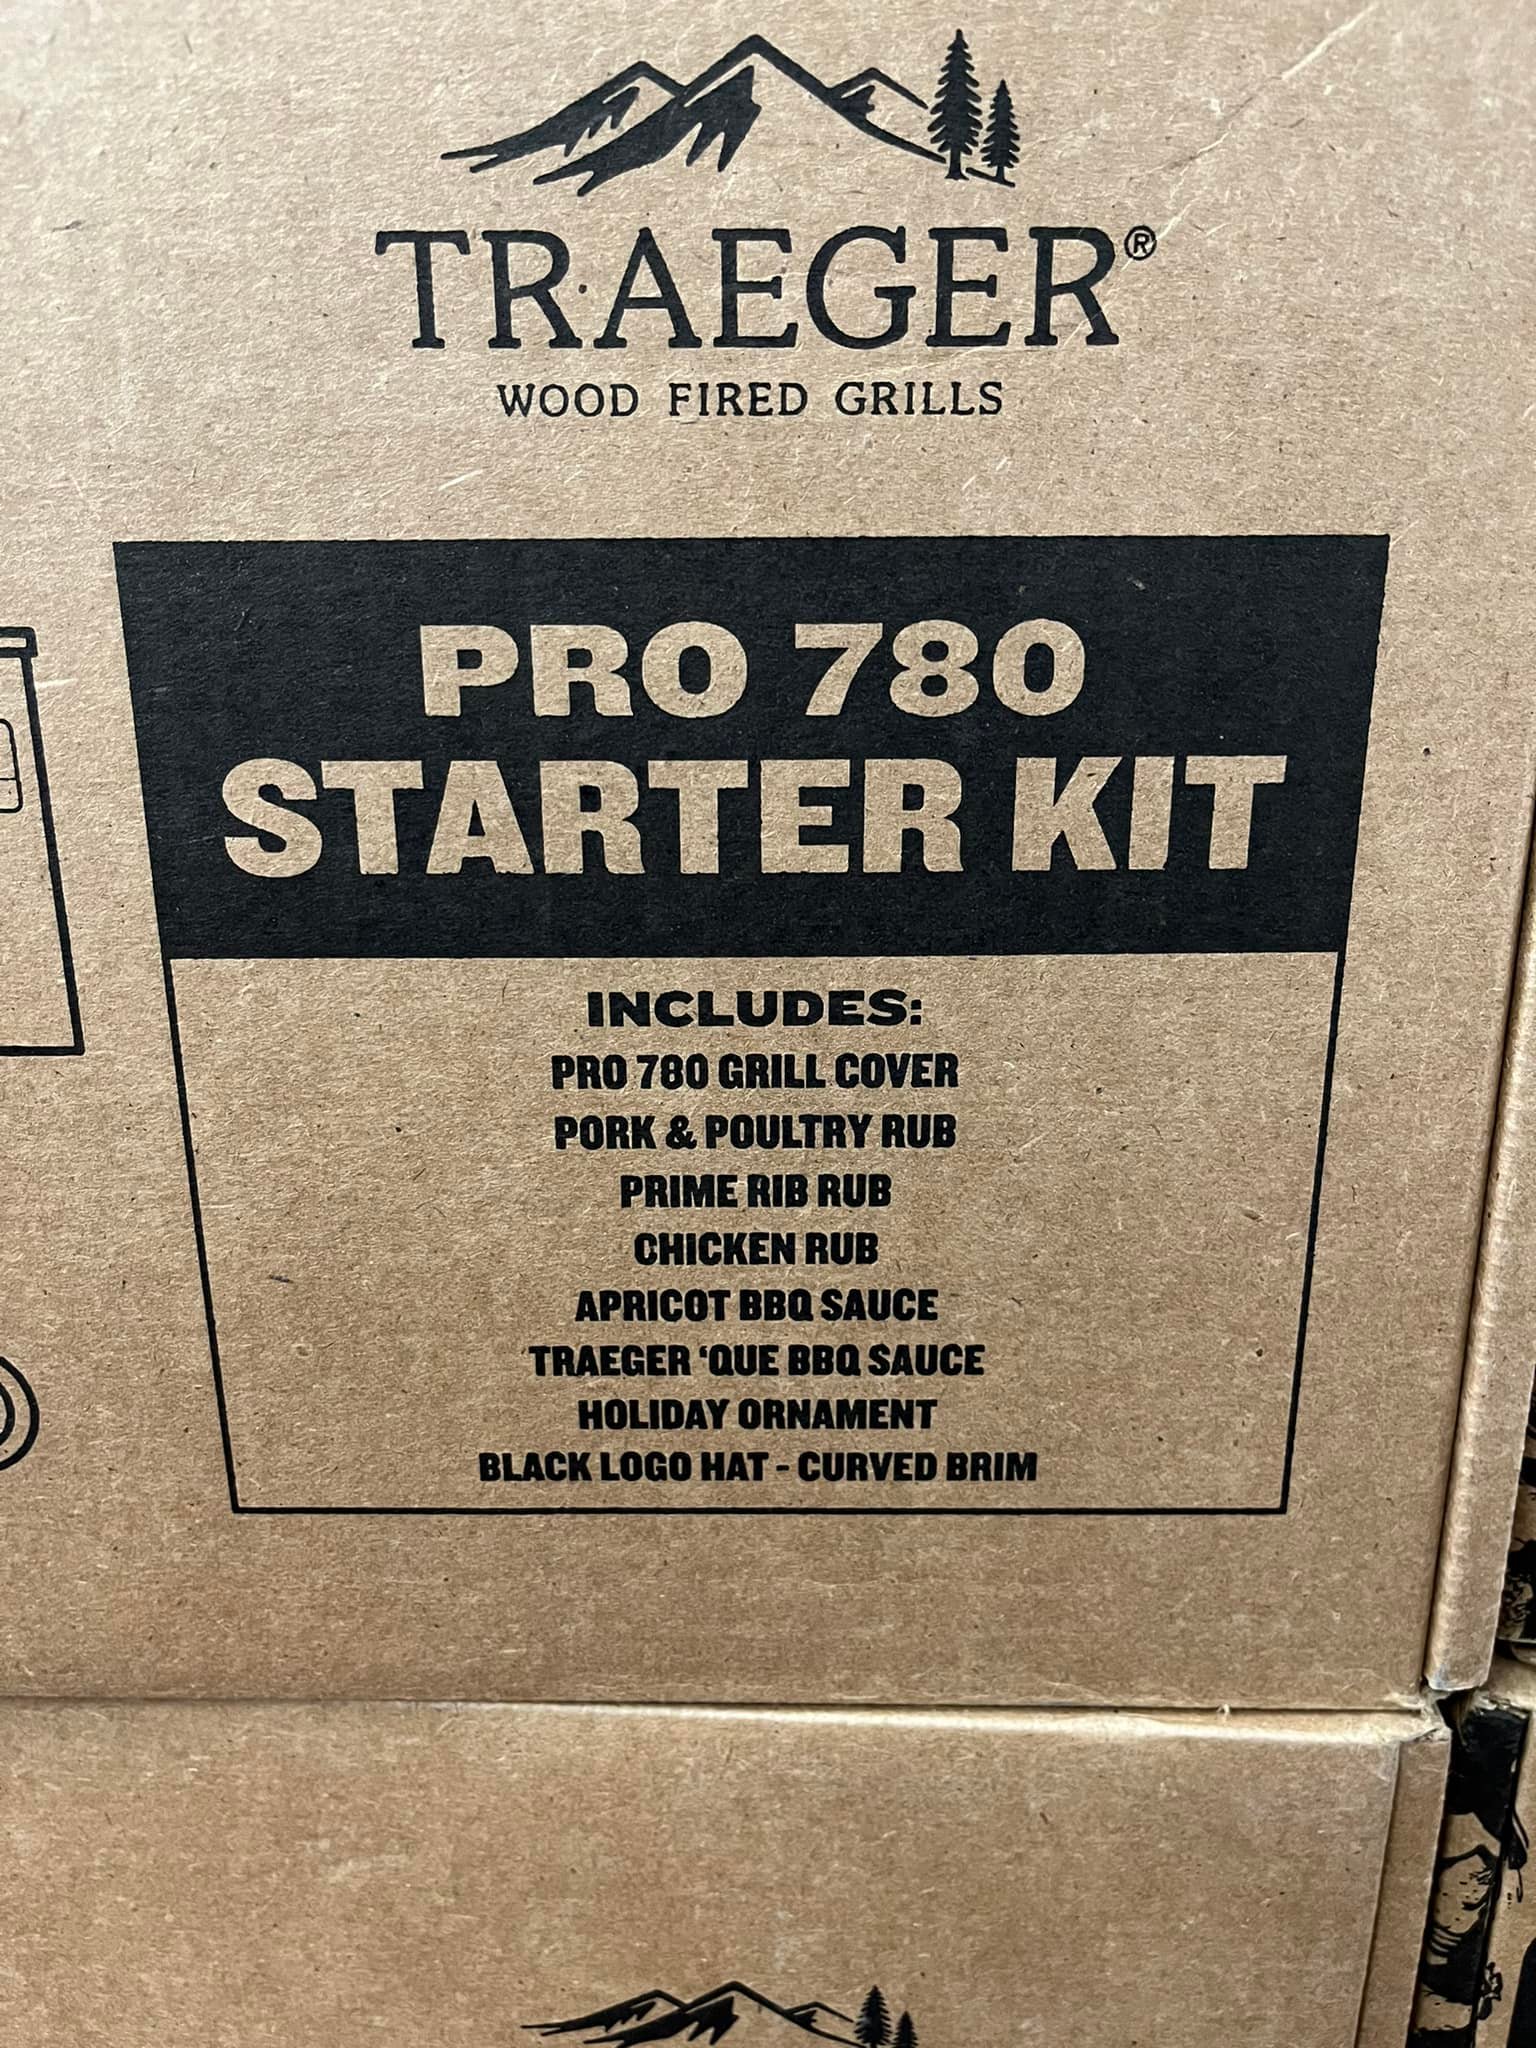 TRAEGER®
WOOD FIRED GRILLS
PRO 780
STARTER KIT
INCLUDES:
PRO 780 GRILL COVER
PORK & POULTRY RUB
PRIME RIB RUB
CHICKEN RUB
APRICOT BBQ SAUCE
TRAEGER ‘QUE BBQ SAUCE
HOLIDAY ORNAMENT
BLACK LOGO HAT - CURVED BRIM